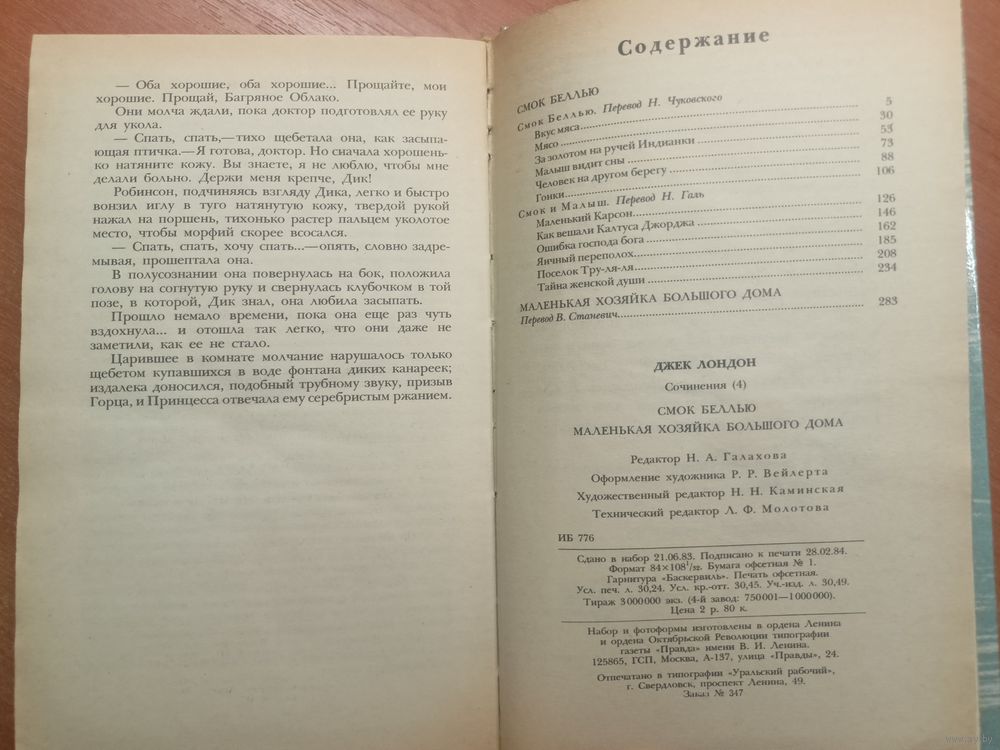 — Оба хорошие, оба хорошие... Прощайте, мои
хорошие. Прощай, Багряное Облако.
Они молча ждали, пока доктор подготовлял ее руку
для укола.
— Спать, спать,—тихо щебетала она, как засыпа-
ющая птичка.—Я готова, доктор. Но сначала хорошень-
ко натяните кожу. Вы знаете, я не люблю, чтобы мне
делали больно. Держи меня крепче, Дик!
Робинсон, подчиняясь взгляду Дика, легко и быстро
вонзил иглу в туго натянутую кожу, твердой рукой
нажал на поршень, тихонько растер пальцем уколотое
место, чтобы морфий скорее всосался.
— Спать, спать, хочу спать...—опять, словно задре-
мывая, прошептала она.
В полусознании она повернулась на бок, положила
голову на согнутую руку и свернулась клубочком в той
позе, в которой, Дик знал, она любила засыпать.
Прошло немало времени, пока она еще раз чуть
вздохнула... и отошла так легко, что они даже не
заметили, как ее не стало.
Царившее в комнате молчание нарушалось только
щебетом купавшихся в воде фонтана диких канареек;
издалека доносился, подобный трубному звуку, призыв
Горца, и Принцесса отвечала ему серебристым ржанием.
Содержание
СМОК БЕЛЛЬЮ
Смок Беллью. Перевод Н. Чуковского
Вкус мяса 5
Мясо 30
За золотом на ручей Индианки 53
Малыш видит сны 73
Человек на другом берегу 88
Гонки 106
Смок и Малыш. Перевод Н. Галь
Маленький Карсон 126
Как вешали Калтуса Джорджа 146
Ошибка господа бога 162
Яичный переполох 185
Поселок Тру-ля-ля 208
Тайна женской души 234
МАЛЕНЬКАЯ ХОЗЯЙКА БОЛЬШОГО ДОМА
Перевод В. Станевич 283
ДЖЕК ЛОНДОН
Сочинения (4)
СМОК БЕЛЛЬЮ
МАЛЕНЬКАЯ ХОЗЯЙКА БОЛЬШОГО ДОМА
Редактор Н. А. Галахова
Оформление художника Р. Р. Вейлерта
Художественный редактор Н. Н. Каминская
Технический редактор Л. Ф. Молотова
ИБ 776
Сдано в набор 21.06.83. Подписано к печати 28.02.84.
Формат 84×108 1/32. Бумага офсетная № 1.
Гарнитура «Баскервиль». Печать офсетная.
Усл. печ. л. 30,24. Усл. кр.-отт. 30,45. Уч.-изд. л. 30,49.
Тираж 3 000 000 экз. (4-й завод: 750 001—1 000 000).
Цена 2 р. 80 к.
Набор и фотоформы изготовлены в ордена Ленина
и ордена Октябрьской Революции типографии
газеты «Правда» имени В. И. Ленина.
125865, ГСП, Москва, А-137, улица «Правды», 24.
Отпечатано в типографии «Уральский рабочий»,
г. Свердловск, проспект Ленина, 49.
Заказ № 347